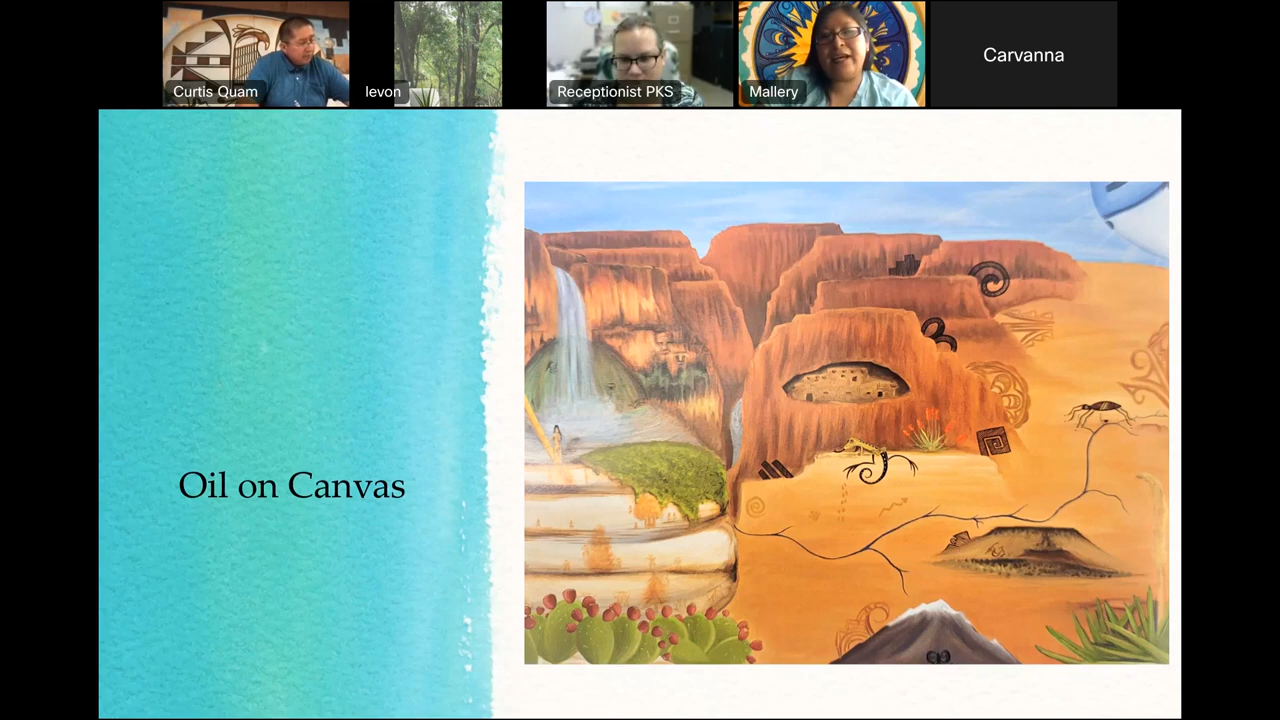 Curtis Quam
levon
Receptionist PKS
Mallery
Carvanna
Oil on Canvas